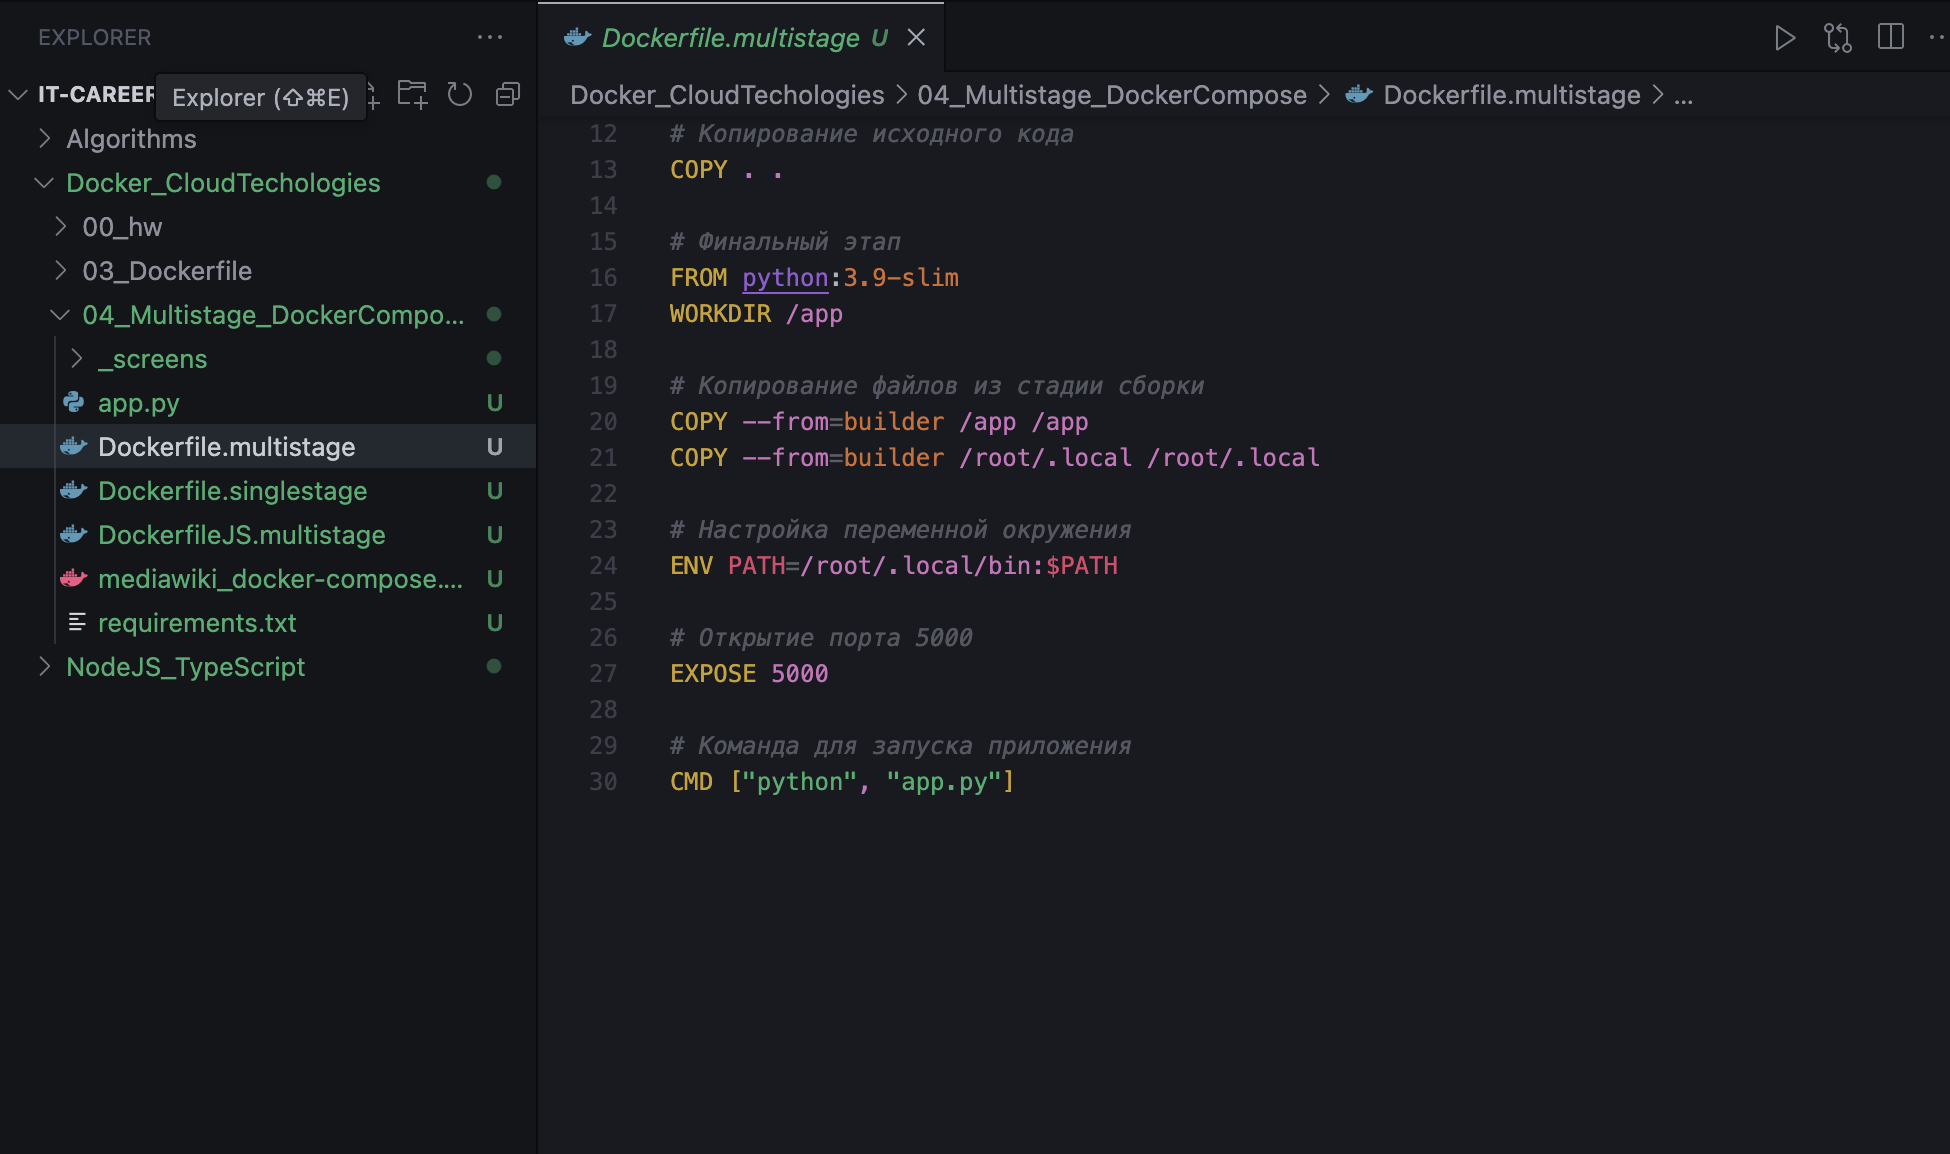 EXPLORER
IT-CAREER
Explorer (⇧⌘E)
Algorithms
Docker_CloudTechologies
00_hw
03_Dockerfile
04_Multistage_DockerCompo...
_screens
app.py U
Dockerfile.multistage U
Dockerfile.singlestage U
DockerfileJS.multistage U
mediawiki_docker-compose.... U
requirements.txt U
NodeJS_TypeScript
Dockerfile.multistage U
Docker_CloudTechologies > 04_Multistage_DockerCompose > Dockerfile.multistage > ...
12 # Копирование исходного кода
13 COPY . .
14
15 # Финальный этап
16 FROM python:3.9-slim
17 WORKDIR /app
18
19 # Копирование файлов из стадии сборки
20 COPY --from=builder /app /app
21 COPY --from=builder /root/.local /root/.local
22
23 # Настройка переменной окружения
24 ENV PATH=/root/.local/bin:$PATH
25
26 # Открытие порта 5000
27 EXPOSE 5000
28
29 # Команда для запуска приложения
30 CMD ["python", "app.py"]